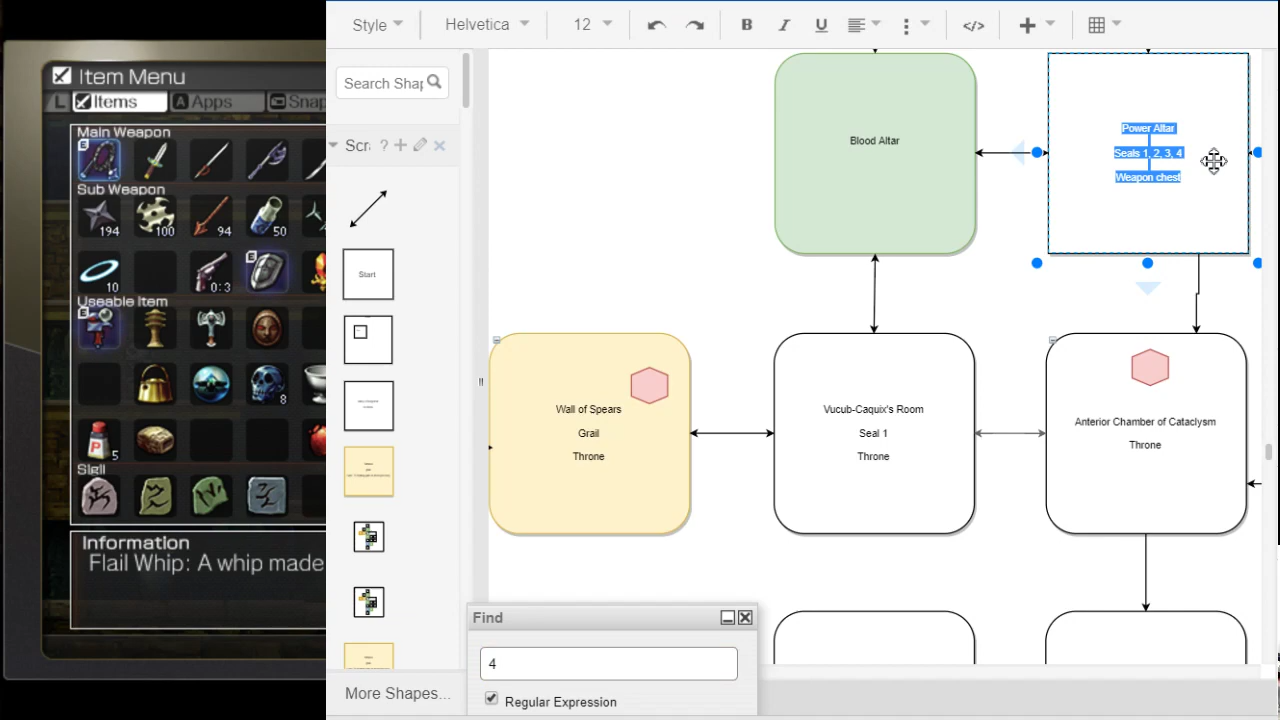 Item Menu
L Items A Apps Snap
Main Weapon
E
Sub Weapon
194 100 94 50
E
10 0:3
Useable Item
E
8
P 5
Sigil
Information
Flail Whip: A whip made
Style Helvetica 12 B I U </>
Search Shap
Scr ?
Start
More Shapes...
Blood Altar
Power Altar
Seals 1, 2, 3, 4
Weapon chest
Wall of Spears
Grail
Throne
Vucub-Caquix's Room
Seal 1
Throne
Anterior Chamber of Cataclysm
Throne
Find
4
Regular Expression